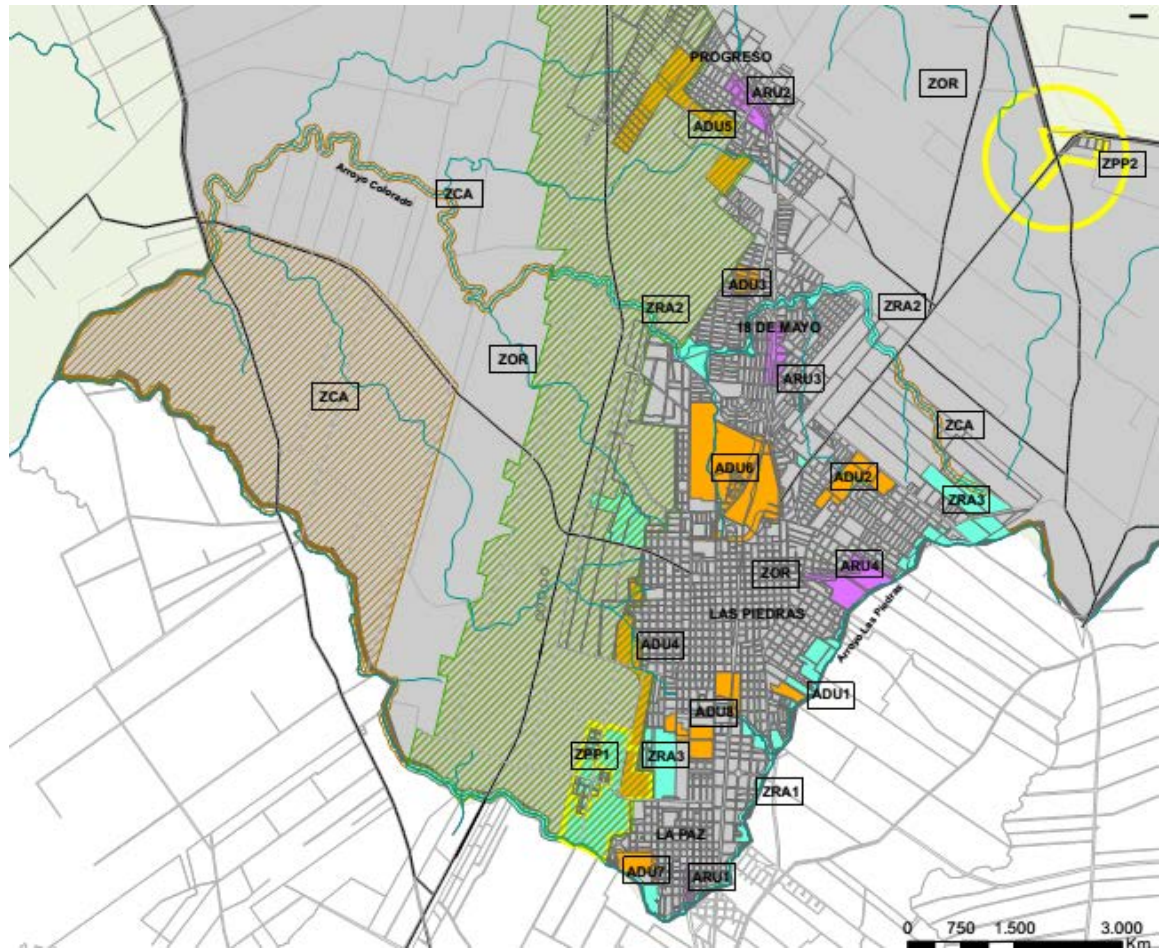 PROGRESO
ZOR
ARU2
ADU5
ZPP2
Arroyo Colorado
ZCA
ADU3
ZRA2
ZRA2
18 DE MAYO
ZOR
ARU3
ZCA
ZCA
ADU6
ADU2
ZRA3
ARU4
ZOR
LAS PIEDRAS
Arroyo Las Piedras
ADU4
ADU1
ADU8
ZPP1
ZRA3
ZRA1
LA PAZ
ADU7
ARU1
0 750 1.500 3.000
Km